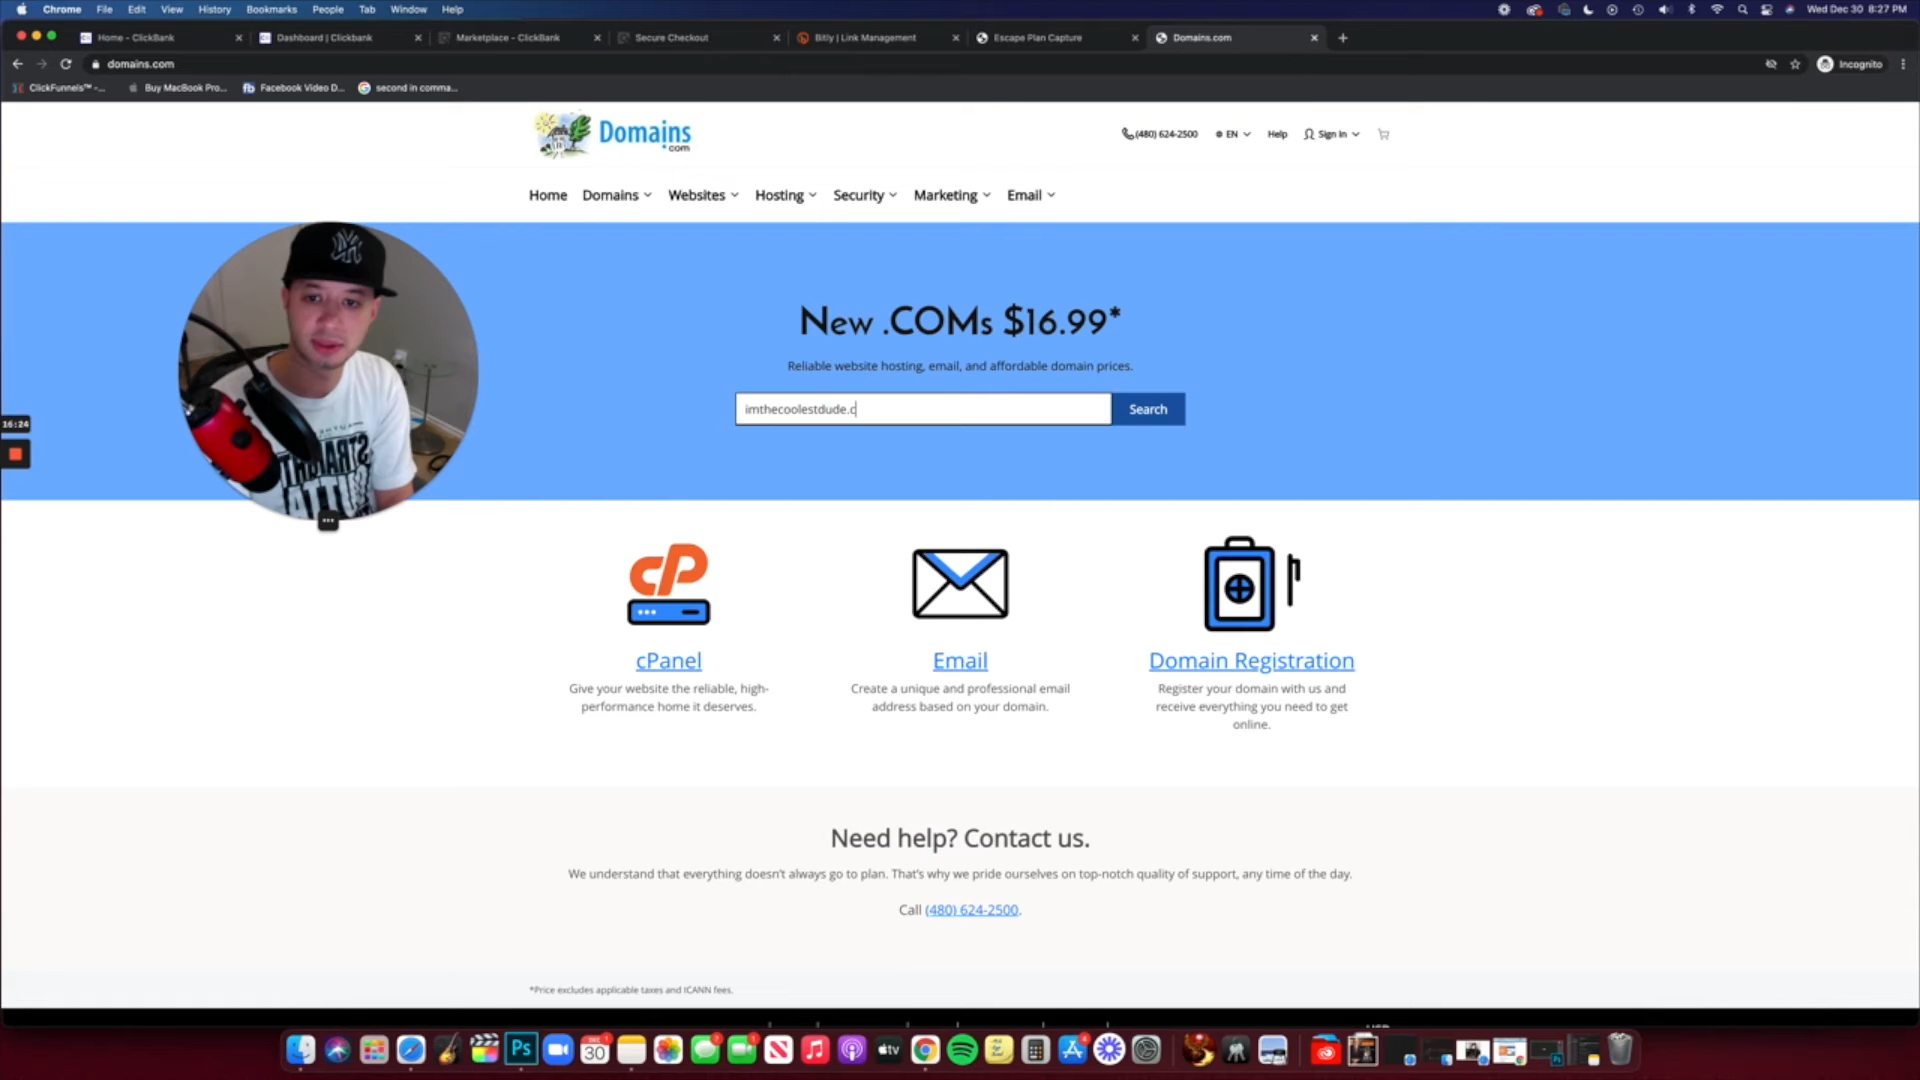 Chrome File Edit View History Bookmarks People Tab Window Help
Wed Dec 30 8:27 PM
Home - ClickBank
Dashboard | Clickbank
Marketplace - ClickBank
Secure Checkout
Bitly | Link Management
Escape Plan Capture
Domains.com
domains.com
Incognito
ClickFunnels™ -...
Buy MacBook Pro...
Facebook Video D...
second in comma...
Domains
.com
(480) 624-2500
EN
Help
Sign In
Home Domains Websites Hosting Security Marketing Email
New .COMs $16.99*
Reliable website hosting, email, and affordable domain prices.
imthecoolestdude.c
Search
16:24
cPanel
Give your website the reliable, high-
performance home it deserves.
Email
Create a unique and professional email
address based on your domain.
Domain Registration
Register your domain with us and
receive everything you need to get
online.
Need help? Contact us.
We understand that everything doesn't always go to plan. That's why we pride ourselves on top-notch quality of support, any time of the day.
Call (480) 624-2500.
*Price excludes applicable taxes and ICANN fees.
Ps
DEC
30
tv